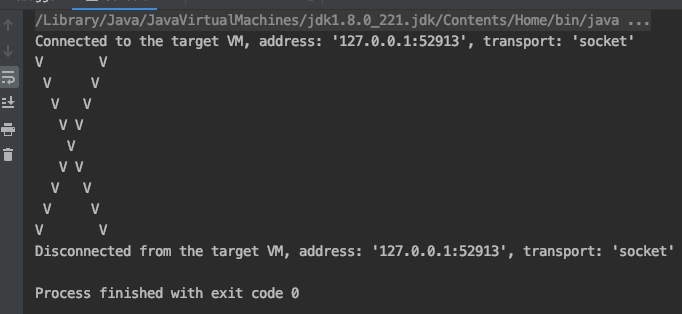 /Library/Java/JavaVirtualMachines/jdk1.8.0_221.jdk/Contents/Home/bin/java ...
Connected to the target VM, address: '127.0.0.1:52913', transport: 'socket'
V       V
 V     V
  V   V
   V V
    V
   V V
  V   V
 V     V
V       V
Disconnected from the target VM, address: '127.0.0.1:52913', transport: 'socket'
Process finished with exit code 0